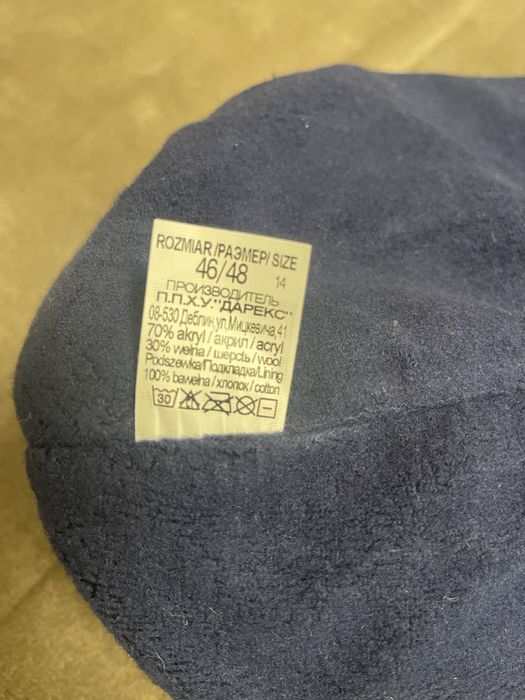 ROZMIAR /РАЗМЕР/ SIZE
46/48 14
ПРОИЗВОДИТЕЛЬ
П.П.Х.У."ДАРЕКС"
08-530 Деблин,ул,Мицкевича,41
70% akryl / акрил / acryl
30% wełna / шерсть / wool
Podszewka/Подкладка/Lining
100% bawełna / хлопок / cotton
30